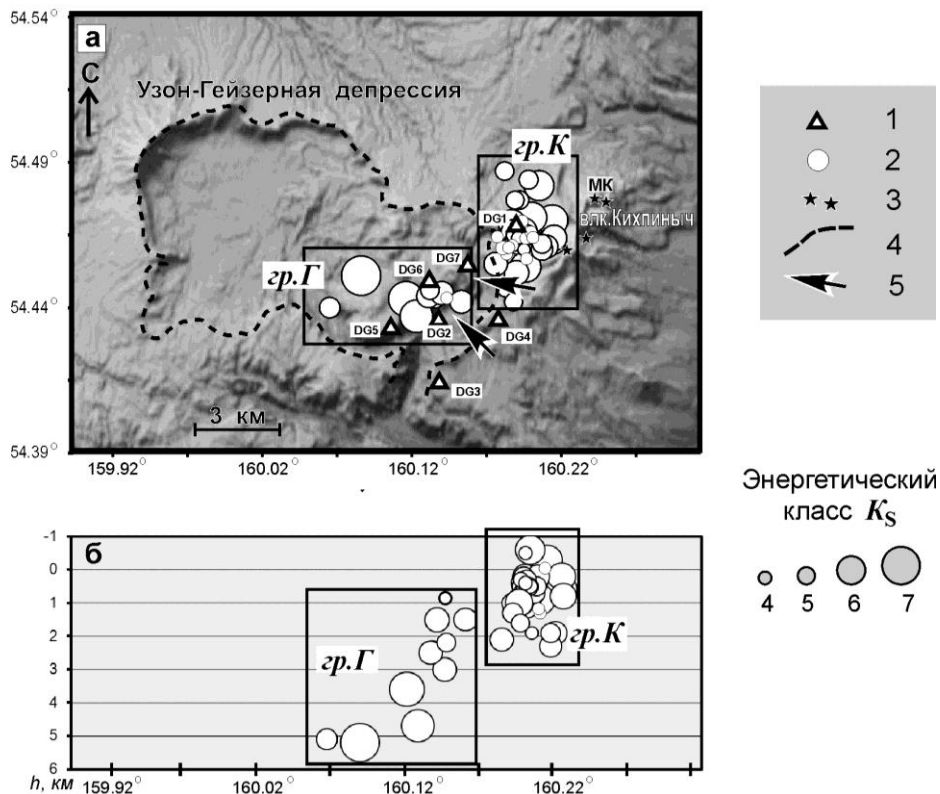 54.54°
а
С
Узон-Гейзерная депрессия
54.49°
гр.К
МК
DG1
влк.Кихпиныч
гр.Г
DG7
DG6
54.44°
DG5
DG2
DG4
DG3
3 км
54.39°
159.92° 160.02° 160.12° 160.22°
1
2
3
4
5
Энергетический
класс KS
4 5 6 7
б
-1
0
1
2
3
4
5
6
гр.Г
гр.К
h, км 159.92° 160.02° 160.12° 160.22°